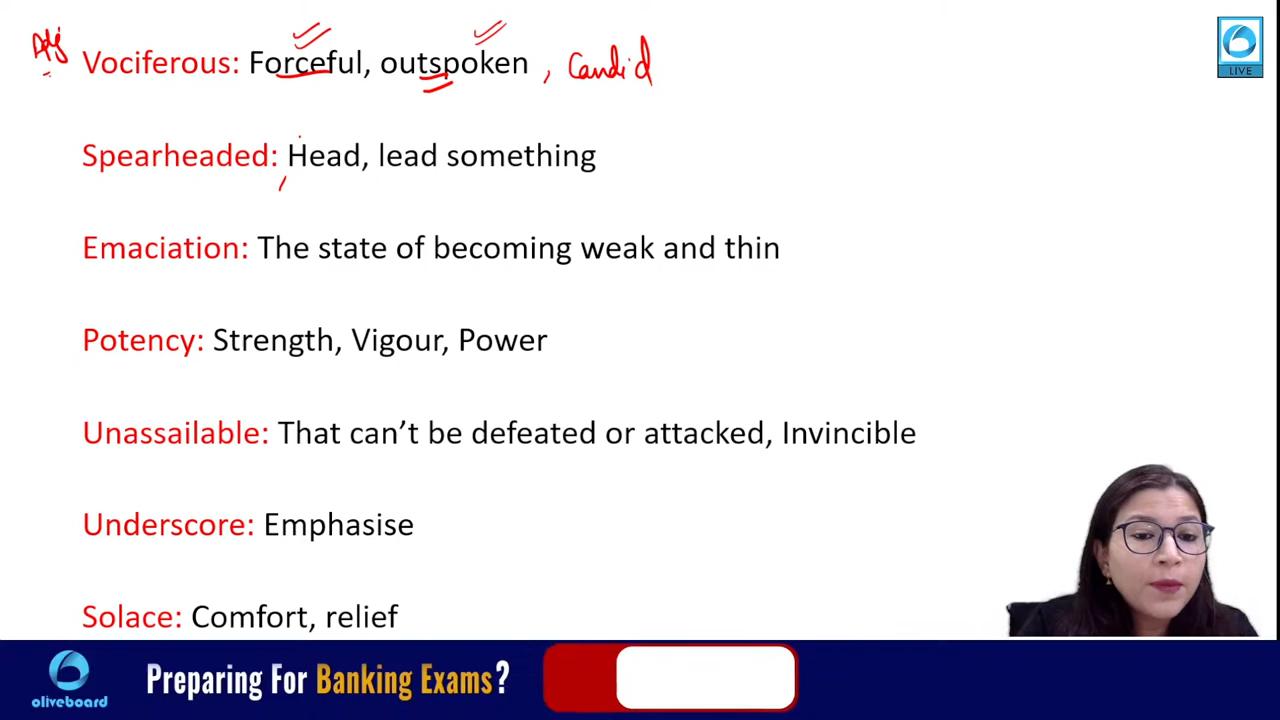 Adj
Vociferous: Forceful, outspoken , Candid
LIVE
Spearheaded: Head, lead something
Emaciation: The state of becoming weak and thin
Potency: Strength, Vigour, Power
Unassailable: That can’t be defeated or attacked, Invincible
Underscore: Emphasise
Solace: Comfort, relief
Preparing For Banking Exams?
oliveboard